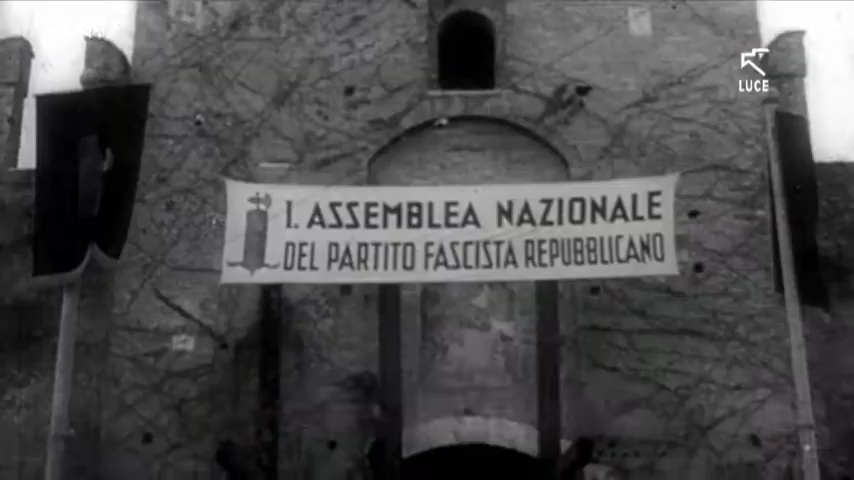 LUCE
I. ASSEMBLEA NAZIONALE
DEL PARTITO FASCISTA REPUBBLICANO